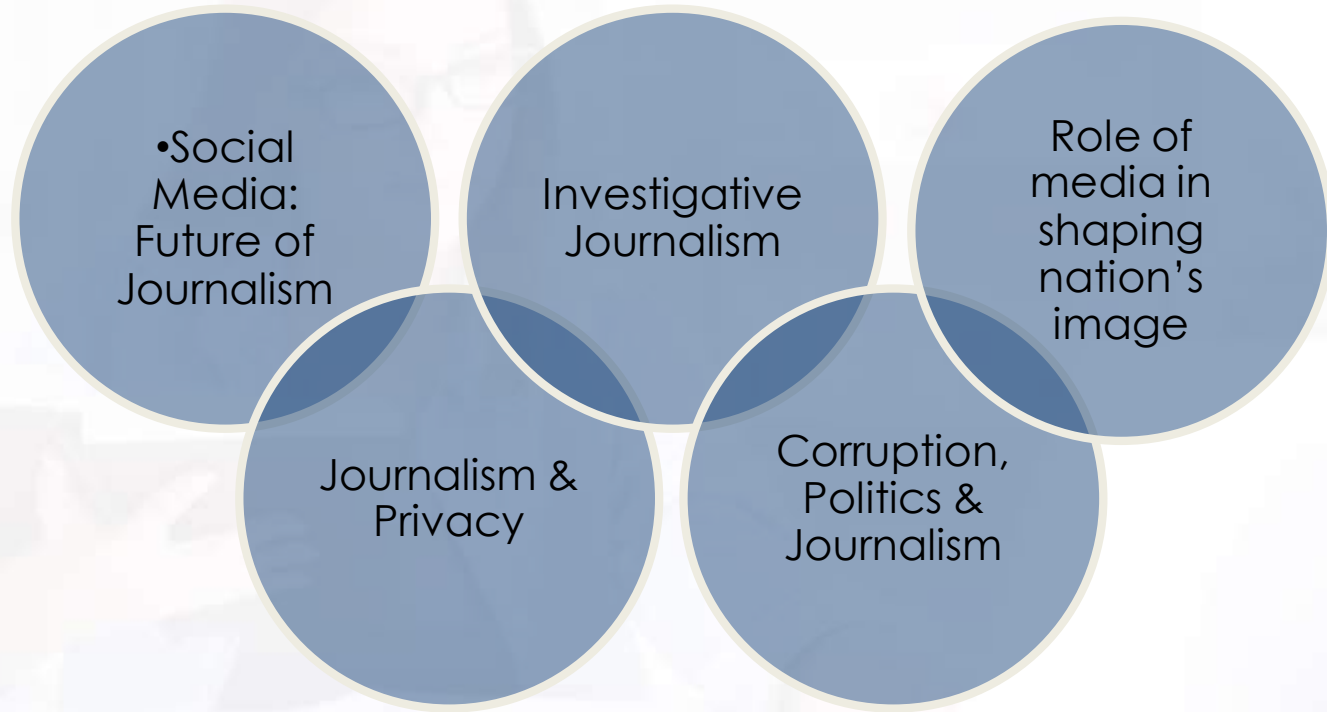 •Social
Media:
Future of
Journalism
Investigative
Journalism
Role of
media in
shaping
nation’s
image
Journalism &
Privacy
Corruption,
Politics &
Journalism